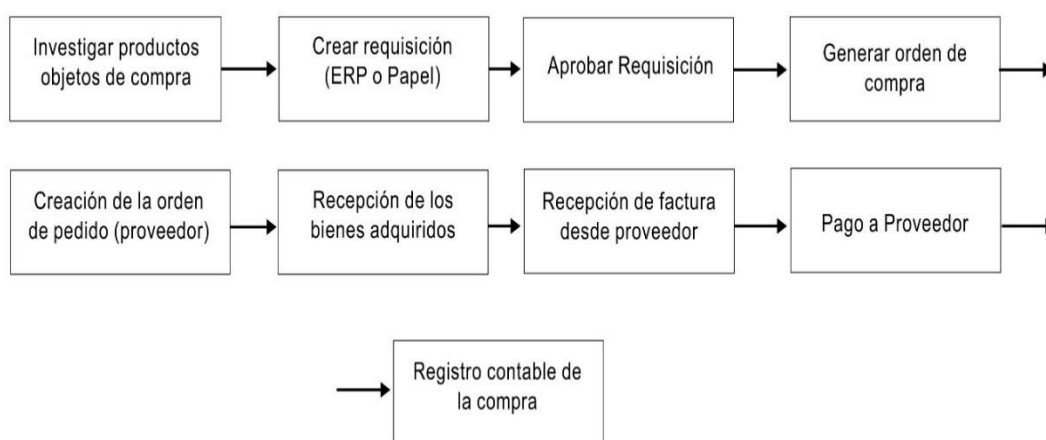 Investigar productos
objetos de compra
Crear requisición
(ERP o Papel)
Aprobar Requisición
Generar orden de
compra
Creación de la orden
de pedido (proveedor)
Recepción de los
bienes adquiridos
Recepción de factura
desde proveedor
Pago a Proveedor
Registro contable de
la compra